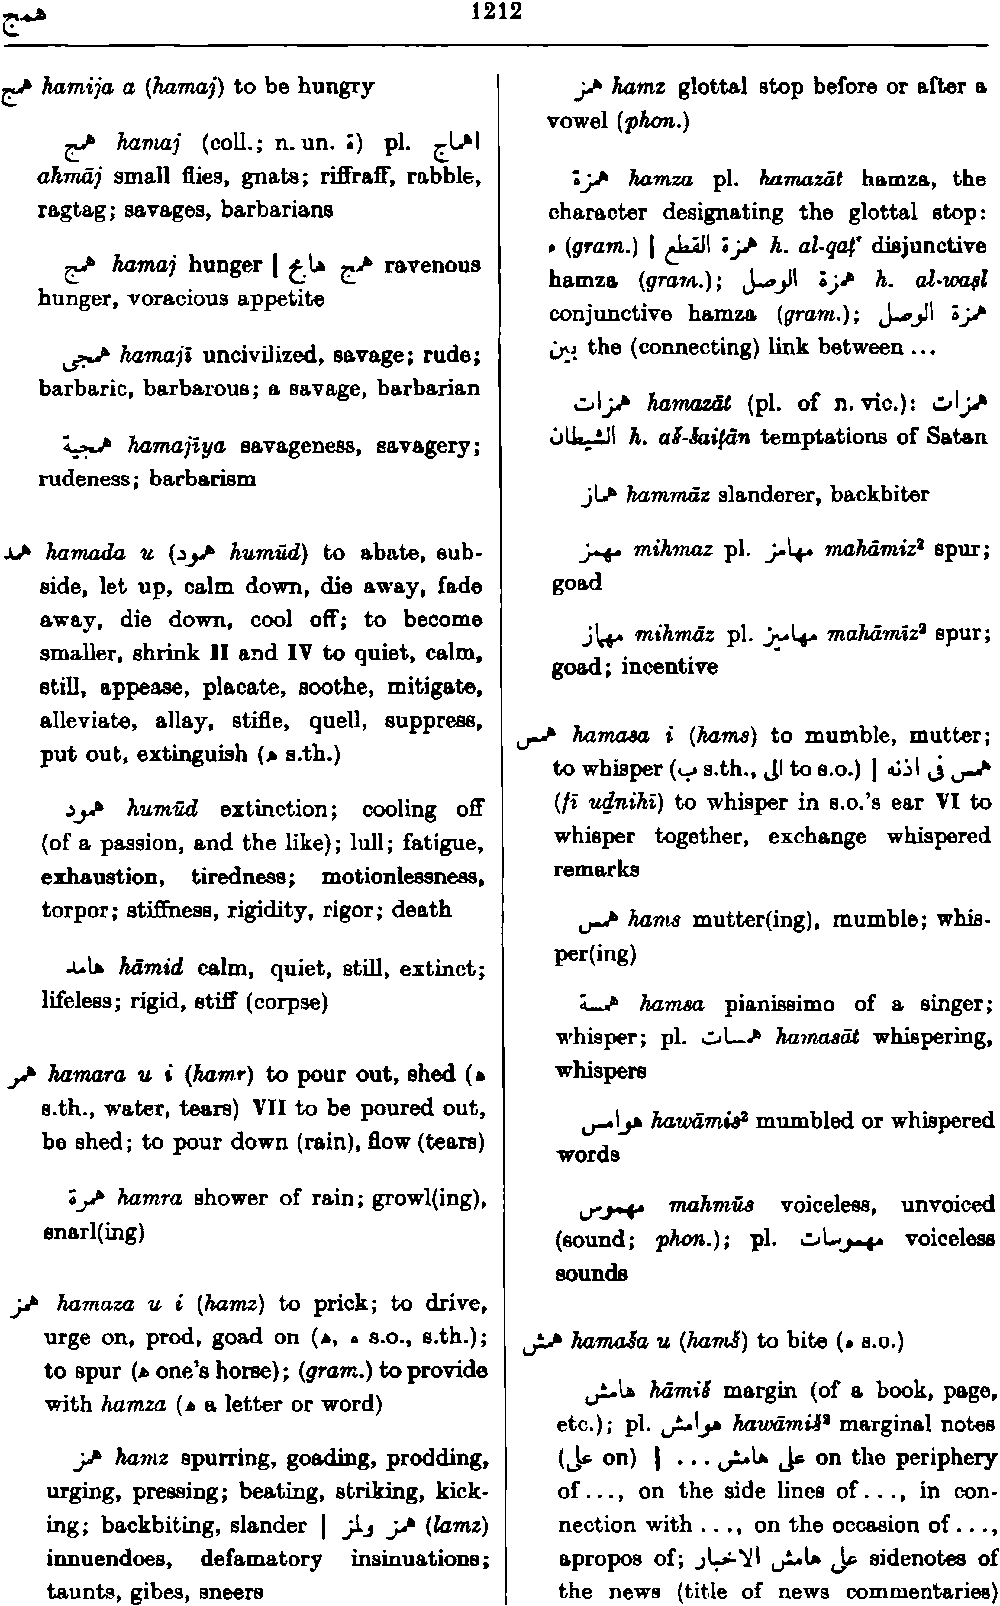 همج
1212
همج hamija a (hamaj) to be hungry
همج hamaj (coll.; n. un. ة) pl. اهماج
ahmāj small flies, gnats; riffraff, rabble,
ragtag; savages, barbarians
همج hamaj hunger | همج هامج ravenous
hunger, voracious appetite
همجى hamajī uncivilized, savage; rude;
barbaric, barbarous; a savage, barbarian
همجية hamajīya savageness, savagery;
rudeness; barbarism
همد hamada u (همود humūd) to abate, sub-
side, let up, calm down, die away, fade
away, die down, cool off; to become
smaller, shrink II and IV to quiet, calm,
still, appease, placate, soothe, mitigate,
alleviate, allay, stifle, quell, suppress,
put out, extinguish (ه s.th.)
همود humūd extinction; cooling off
(of a passion, and the like); lull; fatigue,
exhaustion, tiredness; motionlessness,
torpor; stiffness, rigidity, rigor; death
هامد hāmid calm, quiet, still, extinct;
lifeless; rigid, stiff (corpse)
همر hamara u i (hamr) to pour out, shed (ه
s.th., water, tears) VII to be poured out,
be shed; to pour down (rain), flow (tears)
همرة hamra shower of rain; growl(ing),
snarl(ing)
همز hamaza u i (hamz) to prick; to drive,
urge on, prod, goad on (ه, ه s.o., s.th.);
to spur (ه one's horse); (gram.) to provide
with hamza (ه a letter or word)
همز hamz spurring, goading, prodding,
urging, pressing; beating, striking, kick-
ing; backbiting, slander | همز ولمز (lamz)
innuendoes, defamatory insinuations;
taunts, gibes, sneers
همز hamz glottal stop before or after a
vowel (phon.)
همزة hamza pl. hamazāt hamza, the
character designating the glottal stop:
ء (gram.) | همزة القطع h. al-qaṭ‘ disjunctive
hamza (gram.); همزة الوصل h. al-waṣl
conjunctive hamza (gram.); همزة الوصل
بين the (connecting) link between ...
همزات hamazāt (pl. of n. vic.): همزات
الشيطان h. aš-šaiṭān temptations of Satan
هماز hammāz slanderer, backbiter
مهمز mihmaz pl. مهامز mahāmiz² spur;
goad
مهماز mihmāz pl. مهاميز mahāmīz² spur;
goad; incentive
همس hamasa i (hams) to mumble, mutter;
to whisper (ب s.th., الى to s.o.) | همس فى اذنه
(fī uḏnihī) to whisper in s.o.'s ear VI to
whisper together, exchange whispered
remarks
همس hams mutter(ing), mumble; whis-
per(ing)
همسة hamsa pianissimo of a singer;
whisper; pl. همسات hamasāt whispering,
whispers
هوامس hawāmis² mumbled or whispered
words
مهموس mahmūs voiceless, unvoiced
(sound; phon.); pl. مهموسات voiceless
sounds
همش hamaša u (hamš) to bite (ه s.o.)
هامش hāmiš margin (of a book, page,
etc.); pl. هوامش hawāmiš² marginal notes
(على on) | على هامش ... on the periphery
of ..., on the side lines of ..., in con-
nection with ..., on the occasion of ...,
apropos of; على هامش الاخبار sidenotes of
the news (title of news commentaries)